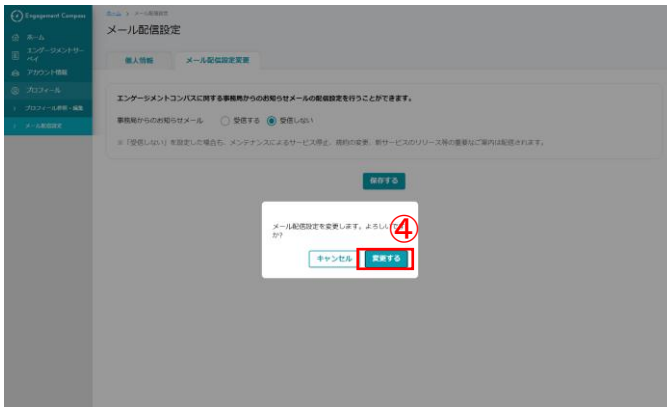 Engagement Compass
ホーム
エンゲージメントサー
ベイ
アカウント情報
プロフィール
プロフィール参照・編集
メール配信設定
ホーム > メール配信設定
メール配信設定
個人情報
メール配信設定変更
エンゲージメントコンパスに関する事務局からのお知らせメールの配信設定を行うことができます。
事務局からのお知らせメール 受信する 受信しない
※「受信しない」を設定した場合も、メンテナンスによるサービス停止、規約の変更、新サービスのリリース等の重要なご案内は配信されます。
保存する
メール配信設定を変更します。よろしいです
か?
④
キャンセル 変更する